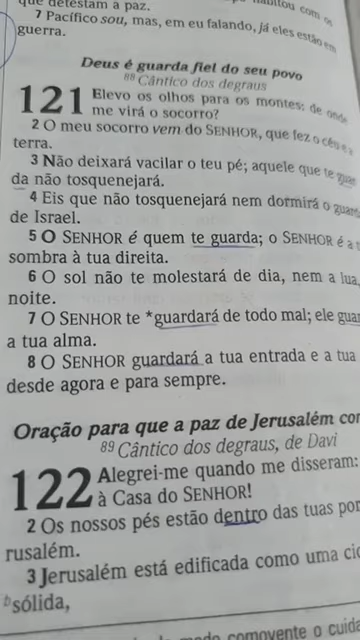 que detestam a paz.
7 Pacífico sou, mas, em eu falando, já eles estão em
guerra.
Deus é guarda fiel do seu povo
88 Cântico dos degraus
121 Elevo os olhos para os montes: de onde
me virá o socorro?
2 O meu socorro vem do SENHOR, que fez o céu e a
terra.
3 Não deixará vacilar o teu pé; aquele que te
da não tosquenejará.
4 Eis que não tosquenejará nem dormirá o
de Israel.
5 O SENHOR é quem te guarda; o SENHOR é a
sombra à tua direita.
6 O sol não te molestará de dia, nem a lua,
noite.
7 O SENHOR te *guardará de todo mal; ele
a tua alma.
8 O SENHOR guardará a tua entrada e a tua
desde agora e para sempre.
Oração para que a paz de Jerusalém
89 Cântico dos degraus, de Davi
122 Alegrei-me quando me disseram:
à Casa do SENHOR!
2 Os nossos pés estão dentro das tuas
rusalém.
3 Jerusalém está edificada como uma
b sólida,
comovente o